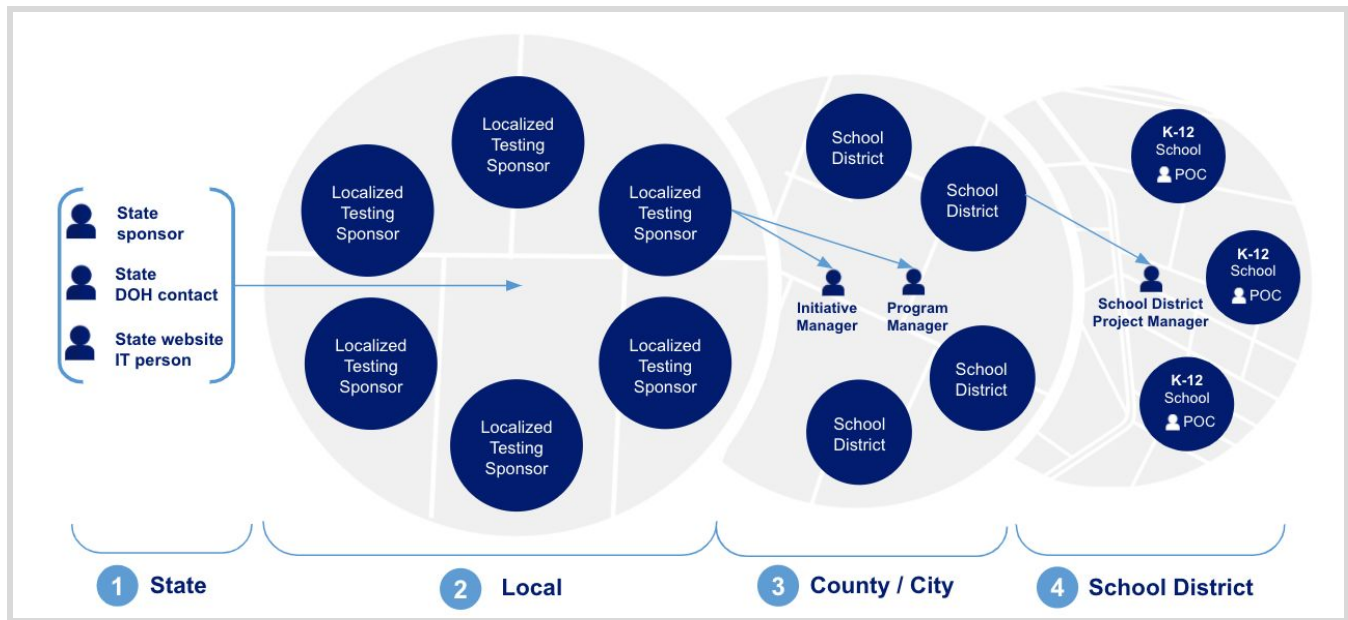 State
sponsor
State
DOH contact
State website
IT person
Localized
Testing
Sponsor
Localized
Testing
Sponsor
Localized
Testing
Sponsor
Localized
Testing
Sponsor
Localized
Testing
Sponsor
Localized
Testing
Sponsor
School
District
School
District
Initiative
Manager
Program
Manager
School
District
School
District
K-12
School
POC
K-12
School
POC
School District
Project Manager
K-12
School
POC
1 State
2 Local
3 County / City
4 School District